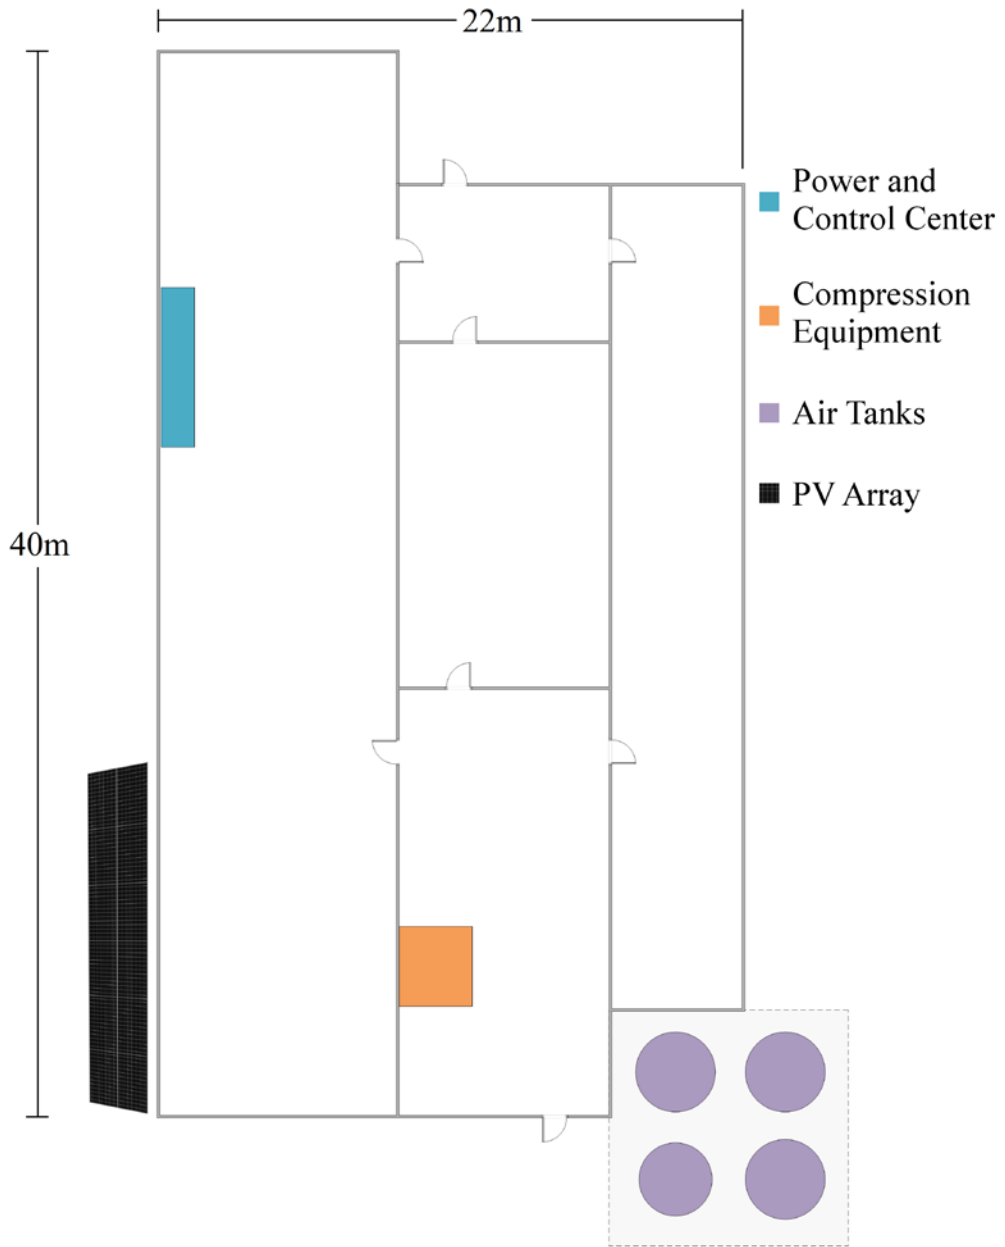 22m
Power and
Control Center
Compression
Equipment
Air Tanks
PV Array
40m